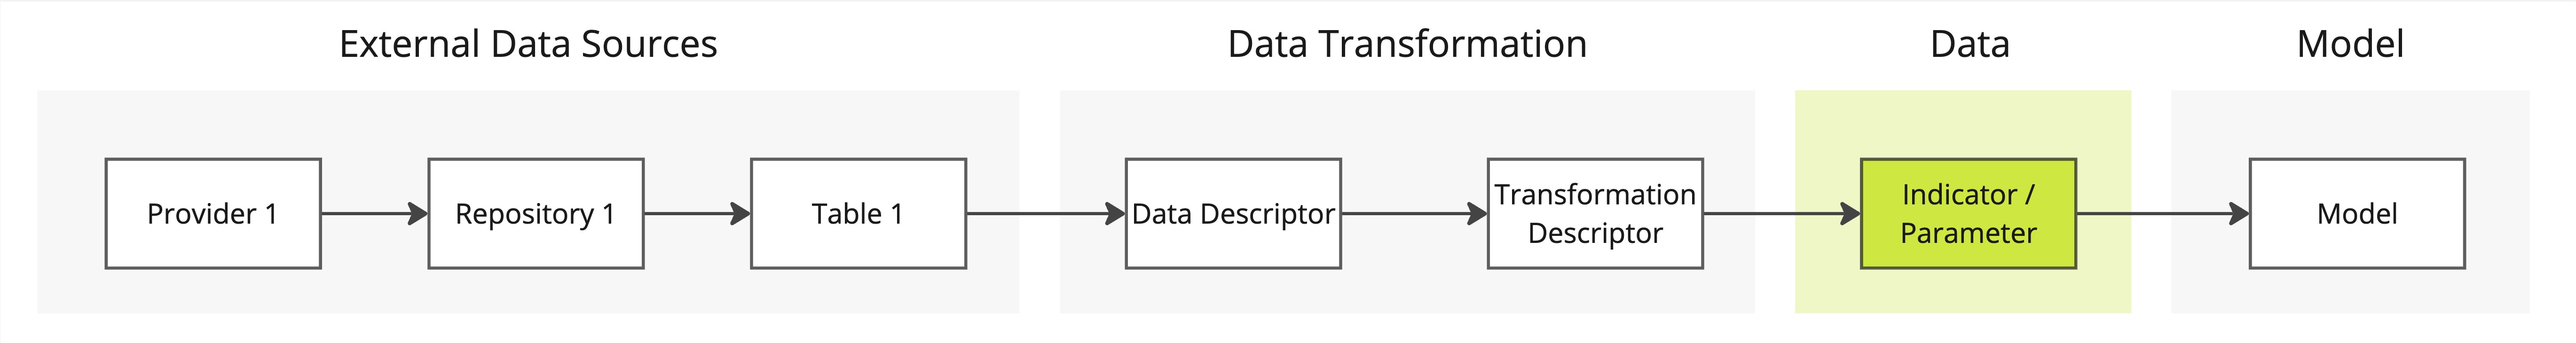 External Data Sources
Data Transformation
Data
Model
Provider 1
Repository 1
Table 1
Data Descriptor
Transformation
Descriptor
Indicator /
Parameter
Model